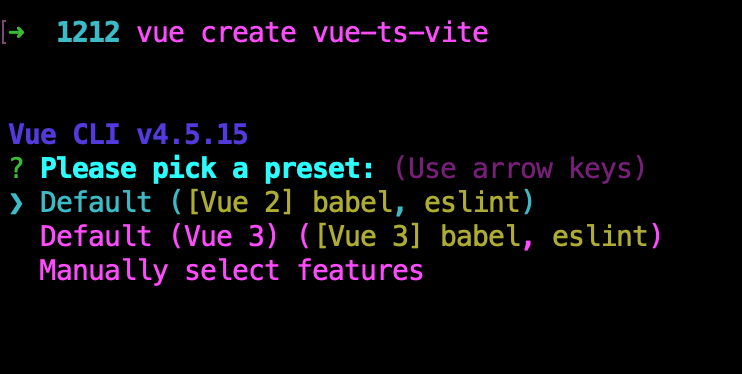 [➜ 1212 vue create vue-ts-vite
Vue CLI v4.5.15
? Please pick a preset: (Use arrow keys)
❯ Default ([Vue 2] babel, eslint)
Default (Vue 3) ([Vue 3] babel, eslint)
Manually select features